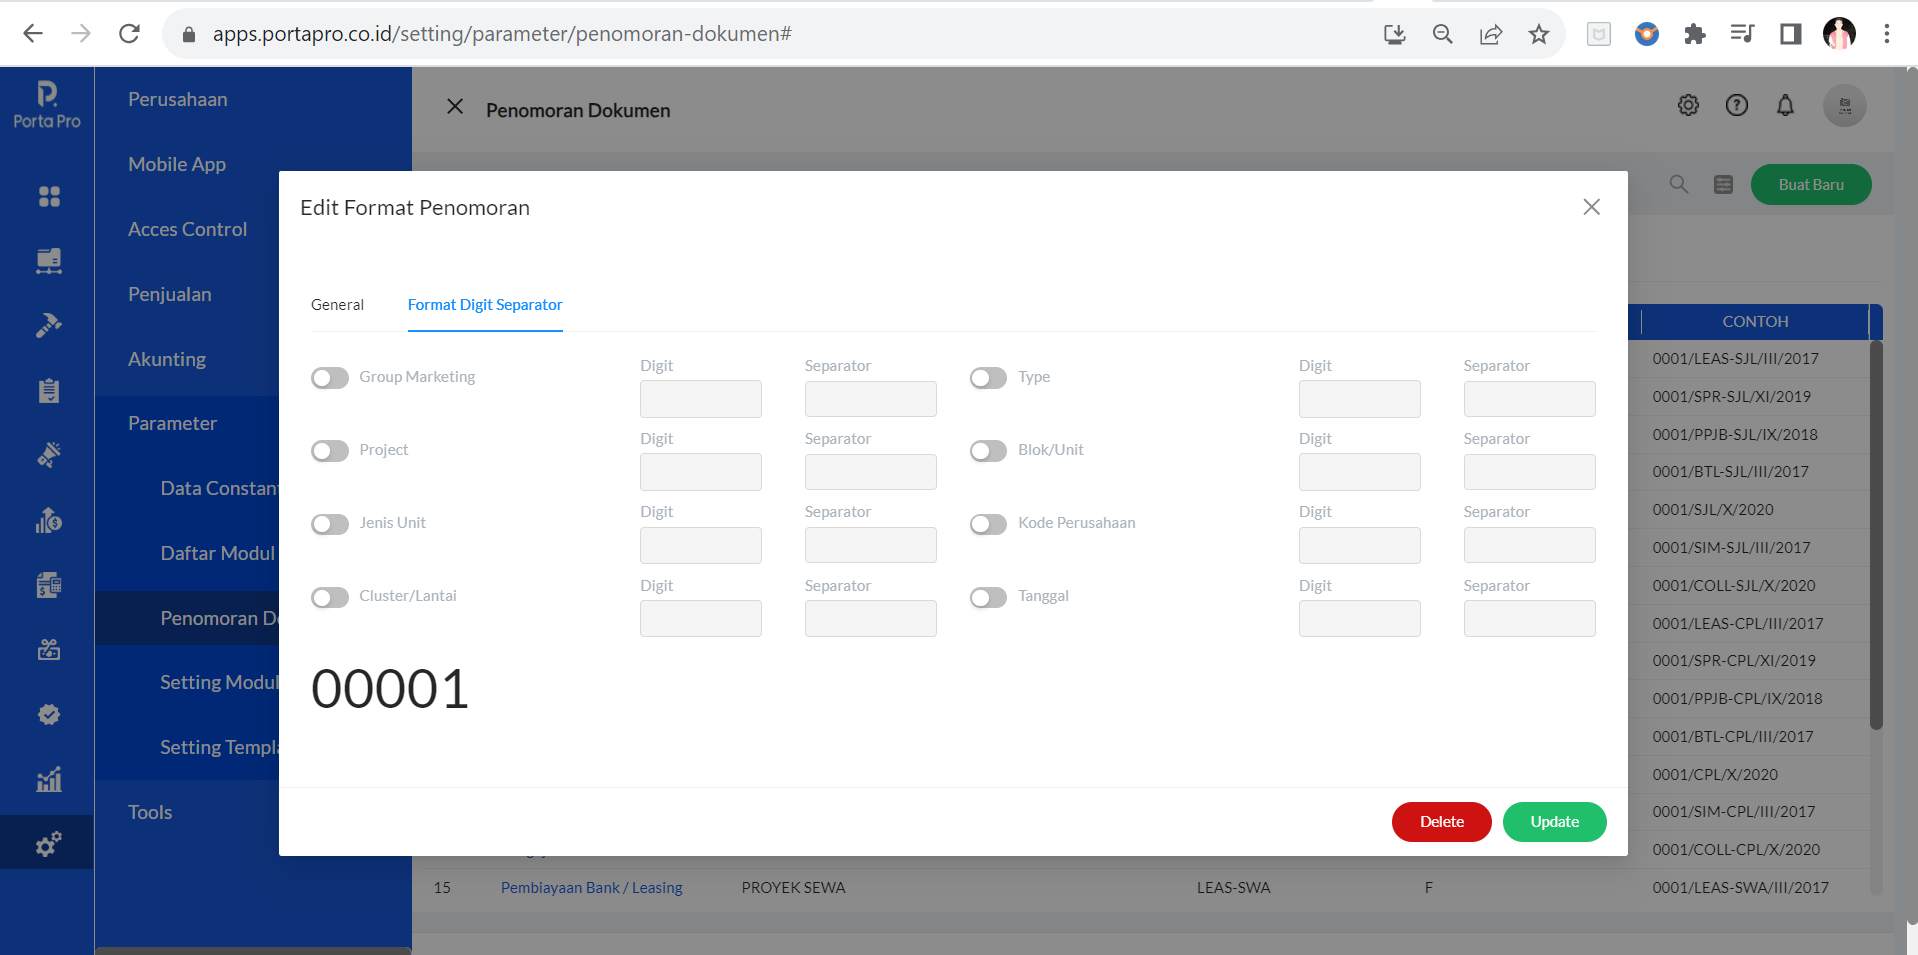 apps.portapro.co.id/setting/parameter/penomoran-dokumen#
Porta Pro
Perusahaan
Mobile App
Acces Control
Penjualan
Akunting
Parameter
Data Constan
Daftar Modul
Penomoran D
Setting Modul
Setting Templ
Tools
Penomoran Dokumen
Buat Baru
Edit Format Penomoran
General Format Digit Separator
Group Marketing Digit Separator Type Digit Separator
Project Digit Separator Blok/Unit Digit Separator
Jenis Unit Digit Separator Kode Perusahaan Digit Separator
Cluster/Lantai Digit Separator Tanggal Digit Separator
00001
Delete Update
CONTOH
0001/LEAS-SJL/III/2017
0001/SPR-SJL/XI/2019
0001/PPJB-SJL/IX/2018
0001/BTL-SJL/III/2017
0001/SJL/X/2020
0001/SIM-SJL/III/2017
0001/COLL-SJL/X/2020
0001/LEAS-CPL/III/2017
0001/SPR-CPL/XI/2019
0001/PPJB-CPL/IX/2018
0001/BTL-CPL/III/2017
0001/CPL/X/2020
0001/SIM-CPL/III/2017
0001/COLL-CPL/X/2020
15 Pembiayaan Bank / Leasing PROYEK SEWA LEAS-SWA F 0001/LEAS-SWA/III/2017